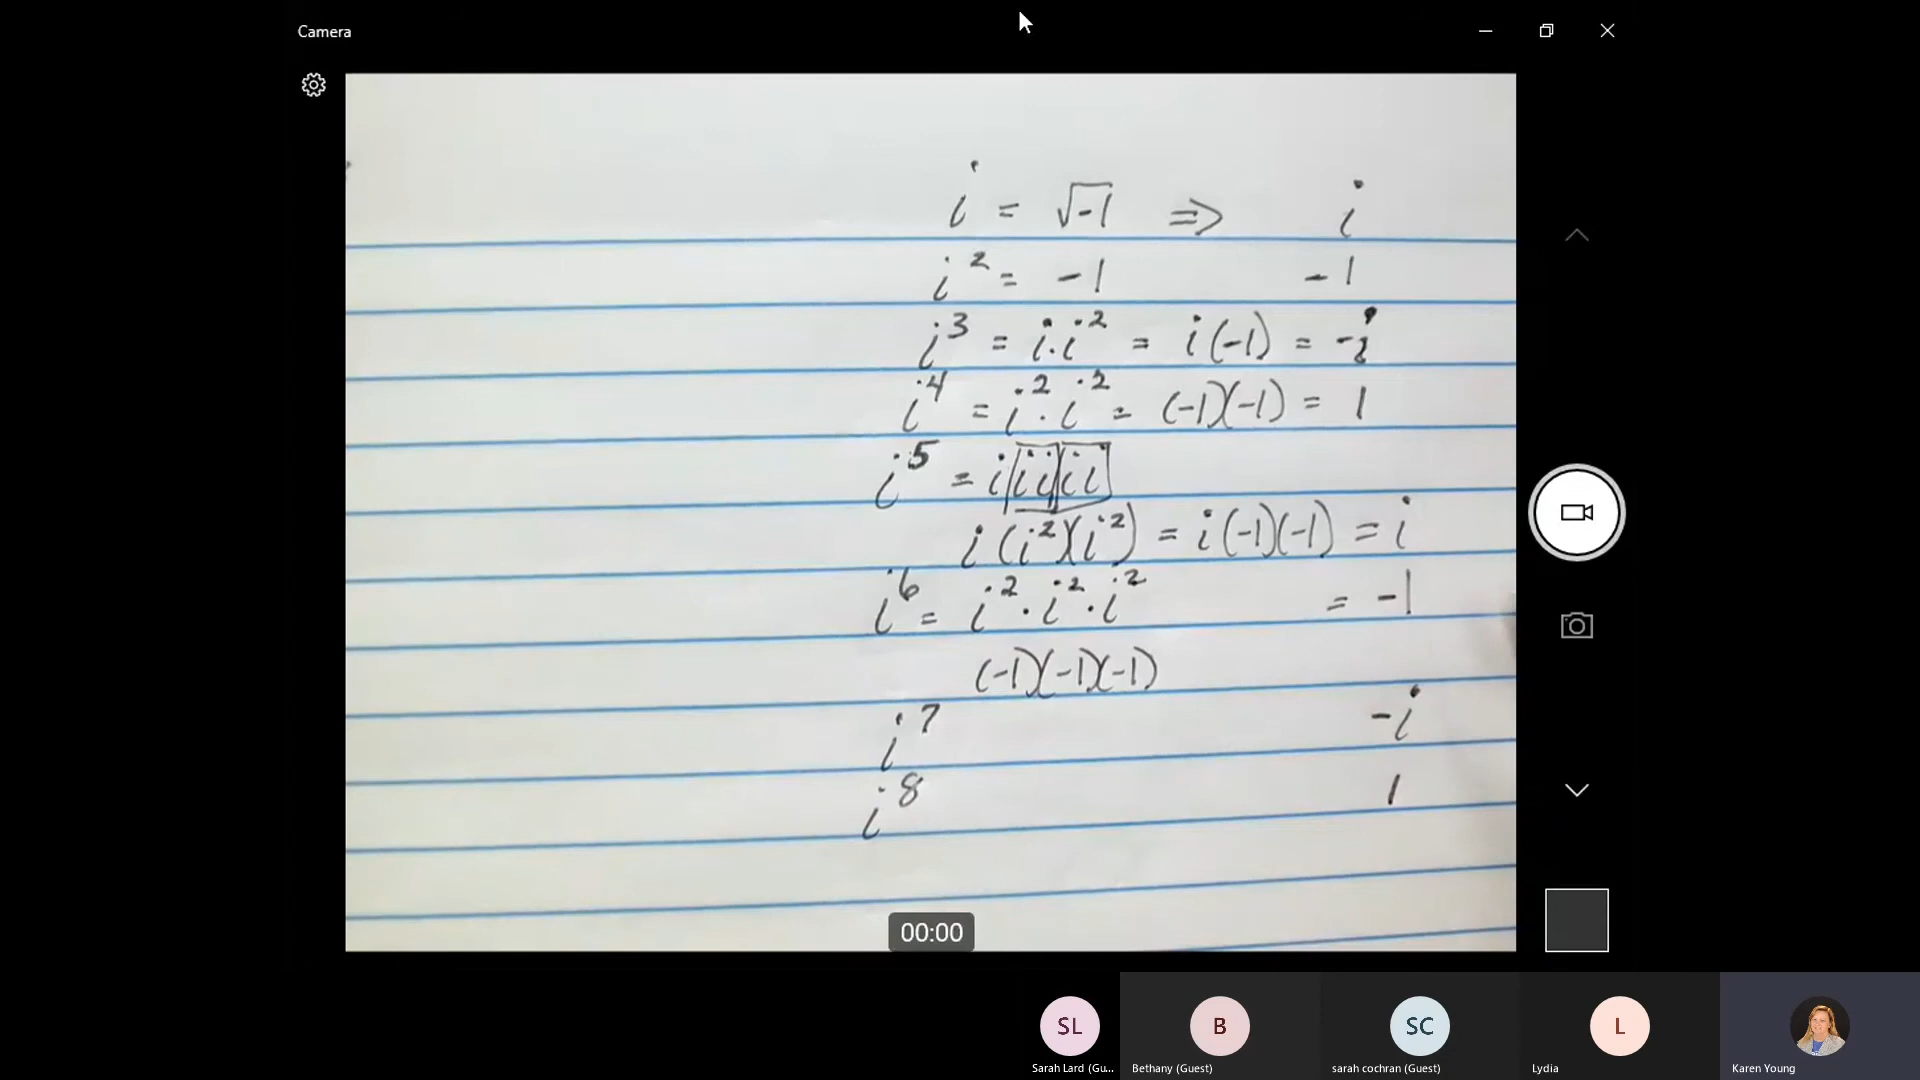 Camera
i = √-1 ⇒ i
i² = -1 -1
i³ = i·i² = i(-1) = -i
i⁴ = i²·i² = (-1)(-1) = 1
i⁵ = i i i i i
i(i²)(i²) = i(-1)(-1) = i
i⁶ = i²·i²·i² = -1
(-1)(-1)(-1)
i⁷ -i
i⁸ 1
00:00
SL B SC L
Sarah Lard (Gu... Bethany (Guest) sarah cochran (Guest) Lydia Karen Young